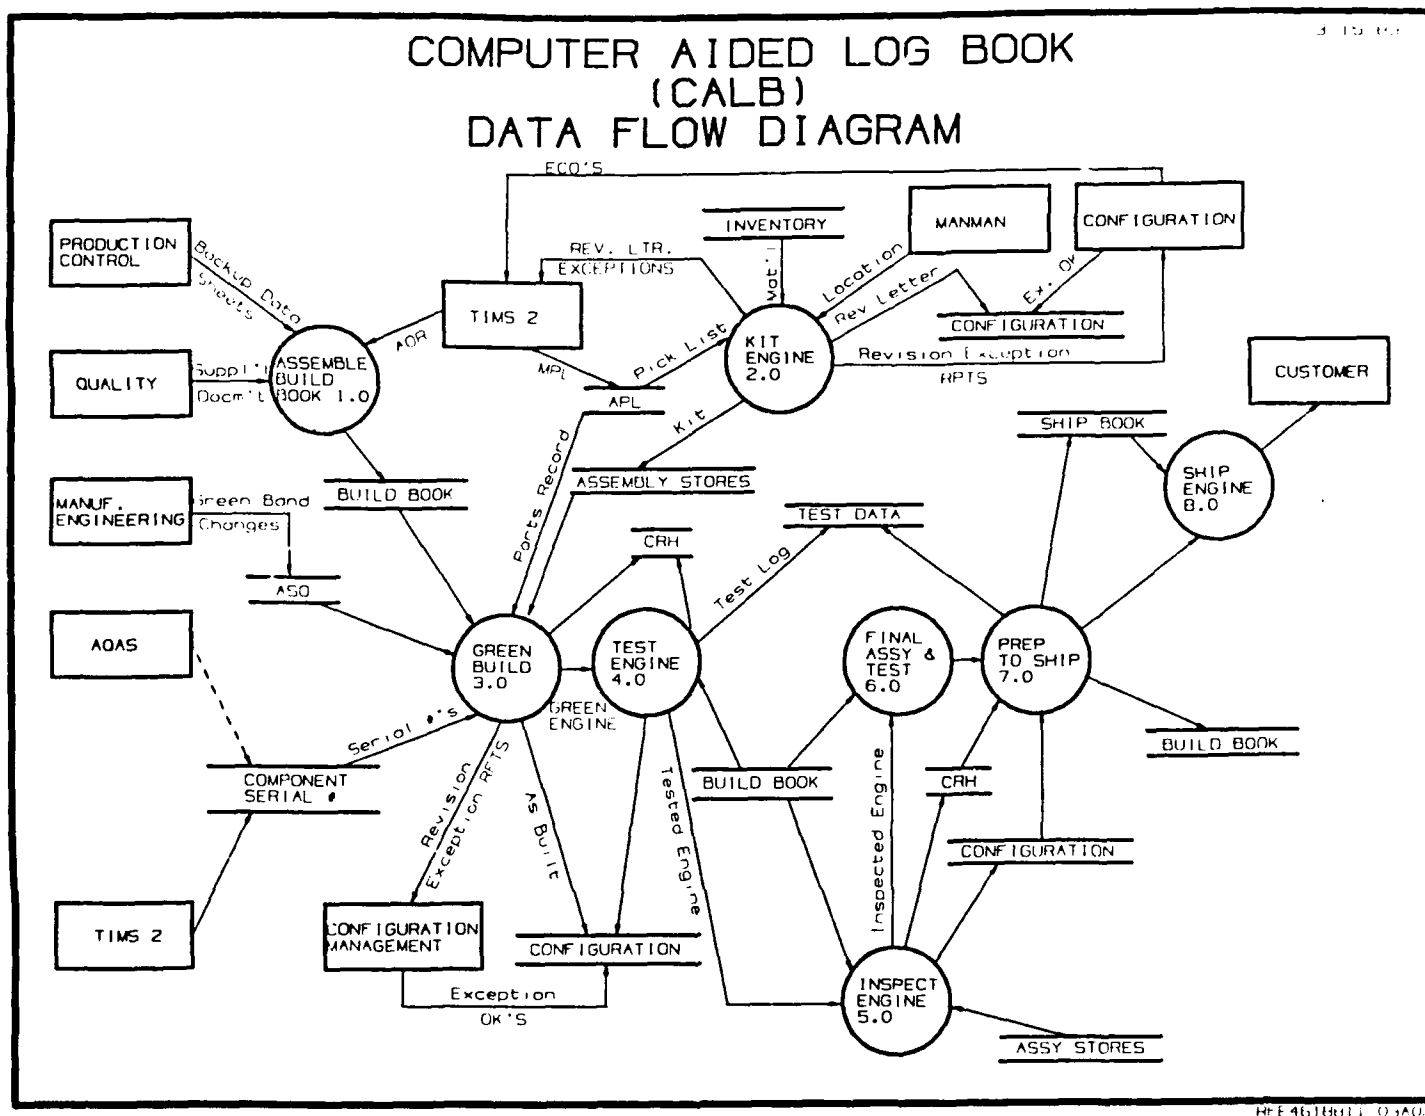 COMPUTER AIDED LOG BOOK
(CALB)
DATA FLOW DIAGRAM
ECO'S
PRODUCTION
CONTROL
Backup Data
Sheets
REV. LTR.
EXCEPTIONS
INVENTORY
Mat'l
MANMAN
Location
CONFIGURATION
Ex. OK
Rev Letter
CONFIGURATION
TIMS 2
AOR
MPL
Pick List
KIT
ENGINE
2.0
Revision Exception
RPTS
QUALITY
Suppl't
Docm't
ASSEMBLE
BUILD
BOOK 1.0
APL
Kit
CUSTOMER
SHIP BOOK
SHIP
ENGINE
8.0
MANUF.
ENGINEERING
Green Band
Changes
BUILD BOOK
Parts Record
ASSEMBLY STORES
TEST DATA
CRH
Test Log
ASO
AOAS
GREEN
BUILD
3.0
GREEN
ENGINE
TEST
ENGINE
4.0
FINAL
ASSY &
TEST
6.0
PREP
TO SHIP
7.0
Serial #'s
COMPONENT
SERIAL #
BUILD BOOK
BUILD BOOK
CRH
Revision
Exception RPTS
As Built
Tested Engine
Inspected Engine
CONFIGURATION
TIMS 2
CONFIGURATION
MANAGEMENT
CONFIGURATION
Exception
OK'S
INSPECT
ENGINE
5.0
ASSY STORES